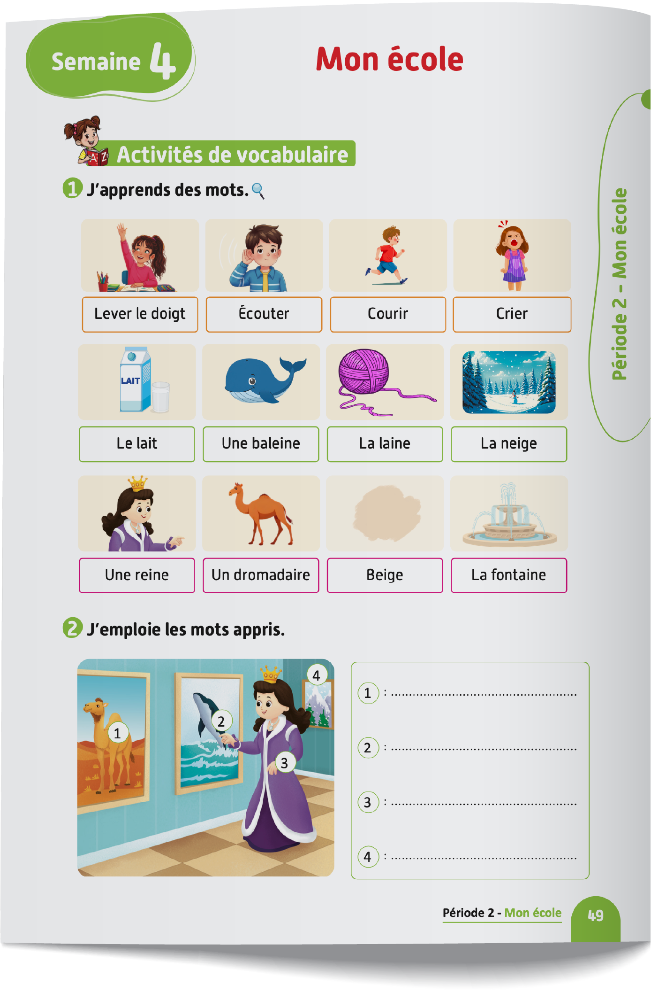 Semaine 4
Mon école
A Z
Activités de vocabulaire
1 J'apprends des mots.
Lever le doigt
Écouter
Courir
Crier
LAIT
Le lait
Une baleine
La laine
La neige
Une reine
Un dromadaire
Beige
La fontaine
2 J'emploie les mots appris.
1
2
3
4
1 : ........................................................
2 : ........................................................
3 : ........................................................
4 : ........................................................
Période 2 - Mon école
Période 2 - Mon école
49